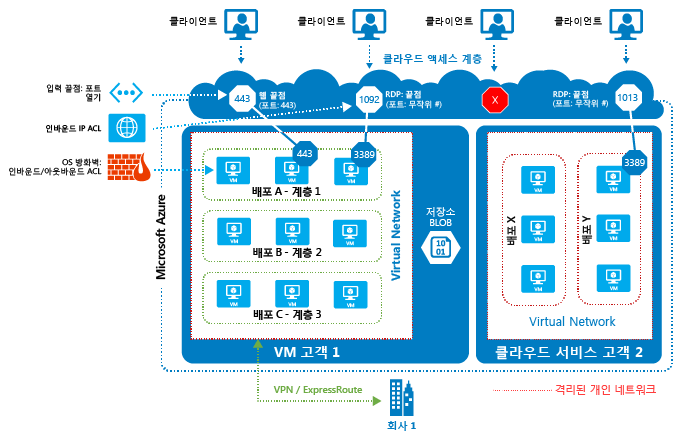 클라이언트
클라이언트
클라이언트
클라이언트
클라우드 액세스 계층
입력 끝점: 포트
열기
443
웹 끝점
(포트: 443)
1092
RDP: 끝점
(포트: 무작위 #)
X
RDP: 끝점
(포트: 무작위 #)
1013
인바운드 IP ACL
OS 방화벽:
인바운드/아웃바운드 ACL
443
3389
3389
VM
VM
VM
배포 A - 계층 1
VM
VM
VM
배포 B - 계층 2
VM
VM
VM
배포 C - 계층 3
Microsoft Azure
Virtual Network
저장소
BLOB
10
01
VM
VM
VM
배포 X
VM
VM
VM
배포 Y
Virtual Network
VM 고객 1
클라우드 서비스 고객 2
VPN / ExpressRoute
회사 1
격리된 개인 네트워크